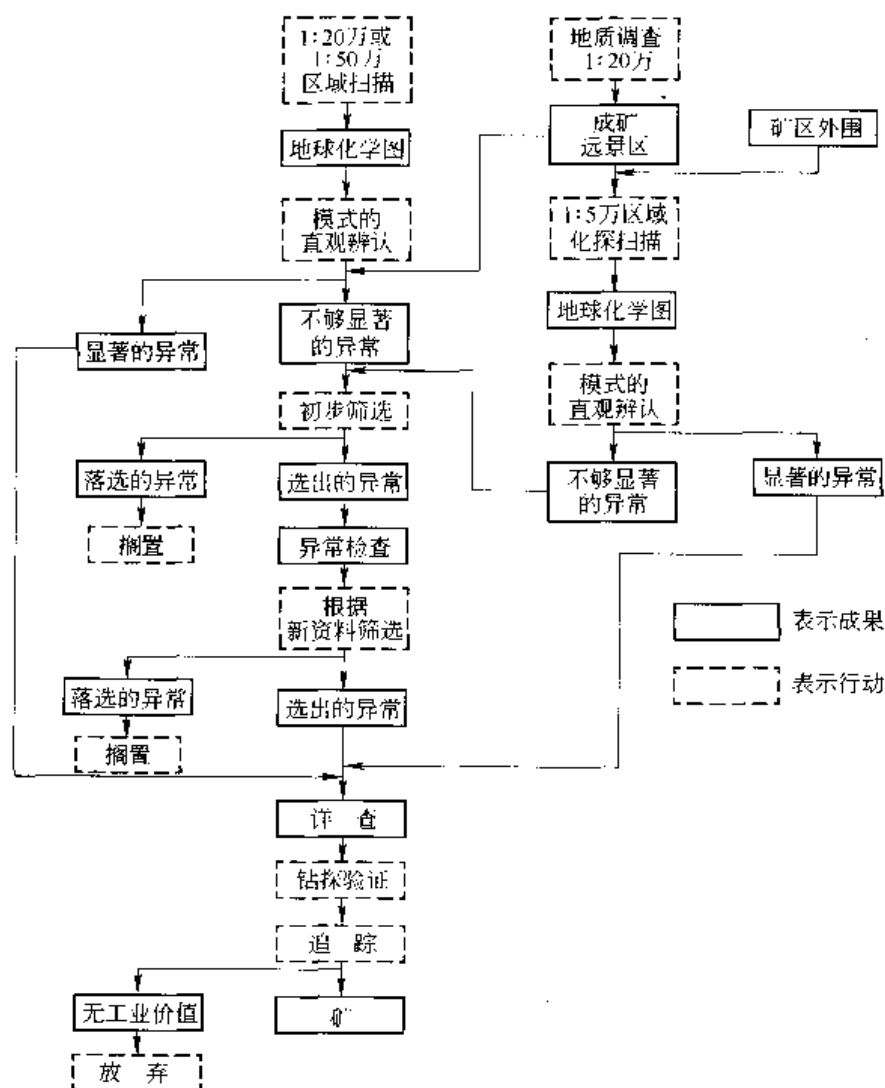 1:20万或
1:50万
区域扫描
地质调查
1:20万
地球化学图
成矿
远景区
矿区外围
模式的
直观辨认
1:5万区域
化探扫描
显著的异常
不够显著
的异常
地球化学图
初步筛选
模式的
直观辨认
落选的异常
选出的异常
不够显著
的异常
显著的异常
搁置
异常检查
根据
新资料筛选
表示成果
落选的异常
选出的异常
表示行动
搁置
详 查
钻探验证
追 踪
无工业价值
矿
放 弃